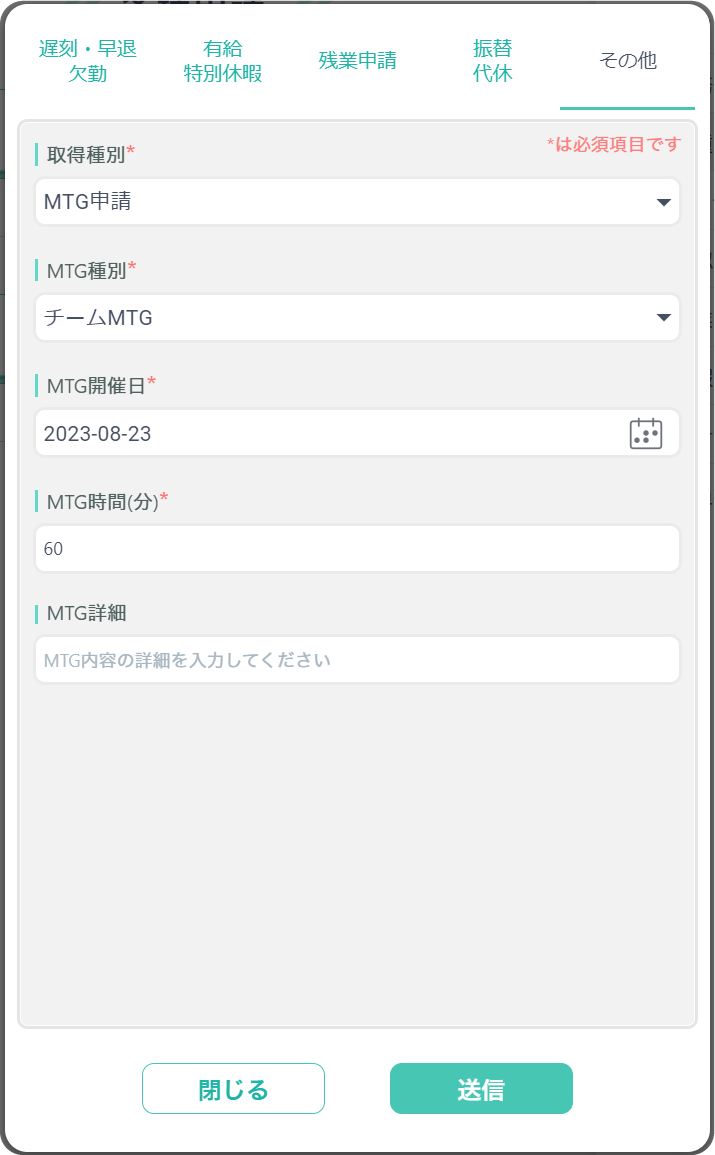 遅刻・早退
欠勤
有給
特別休暇
残業申請
振替
代休
その他
*は必須項目です
取得種別*
MTG申請
MTG種別*
チームMTG
MTG開催日*
2023-08-23
MTG時間(分)*
60
MTG詳細
MTG内容の詳細を入力してください
閉じる
送信